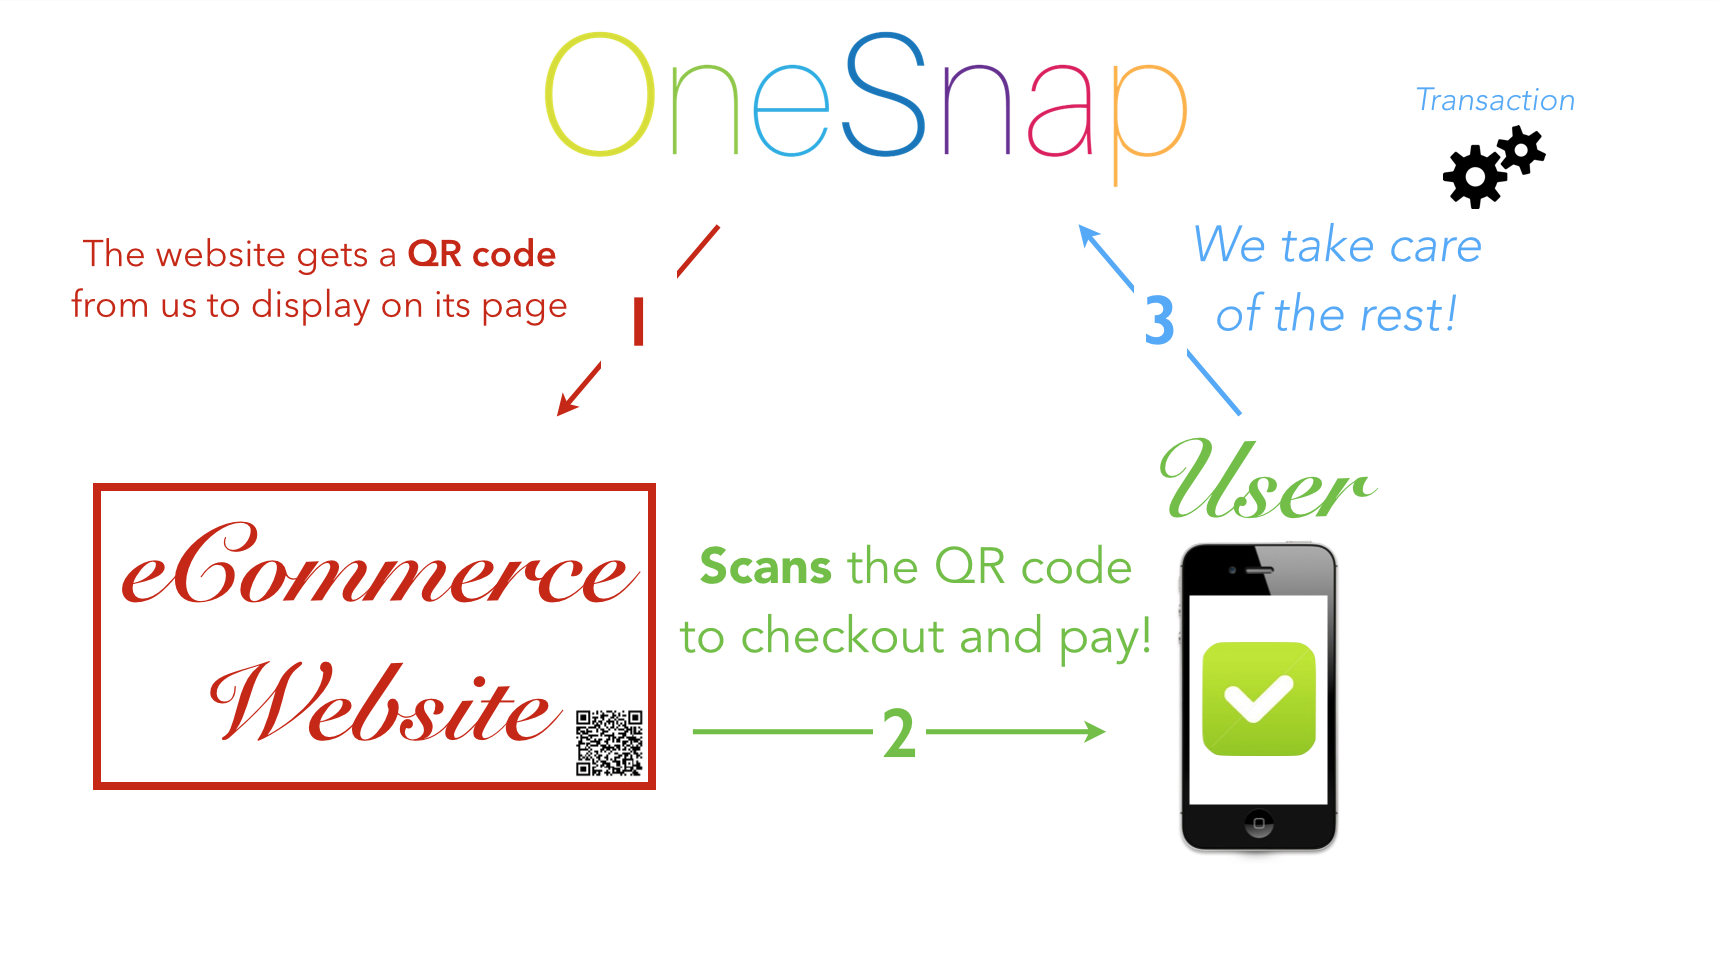 OneSnap
Transaction
The website gets a QR code
from us to display on its page
1
We take care
of the rest!
3
User
eCommerce
Website
Scans the QR code
to checkout and pay!
2